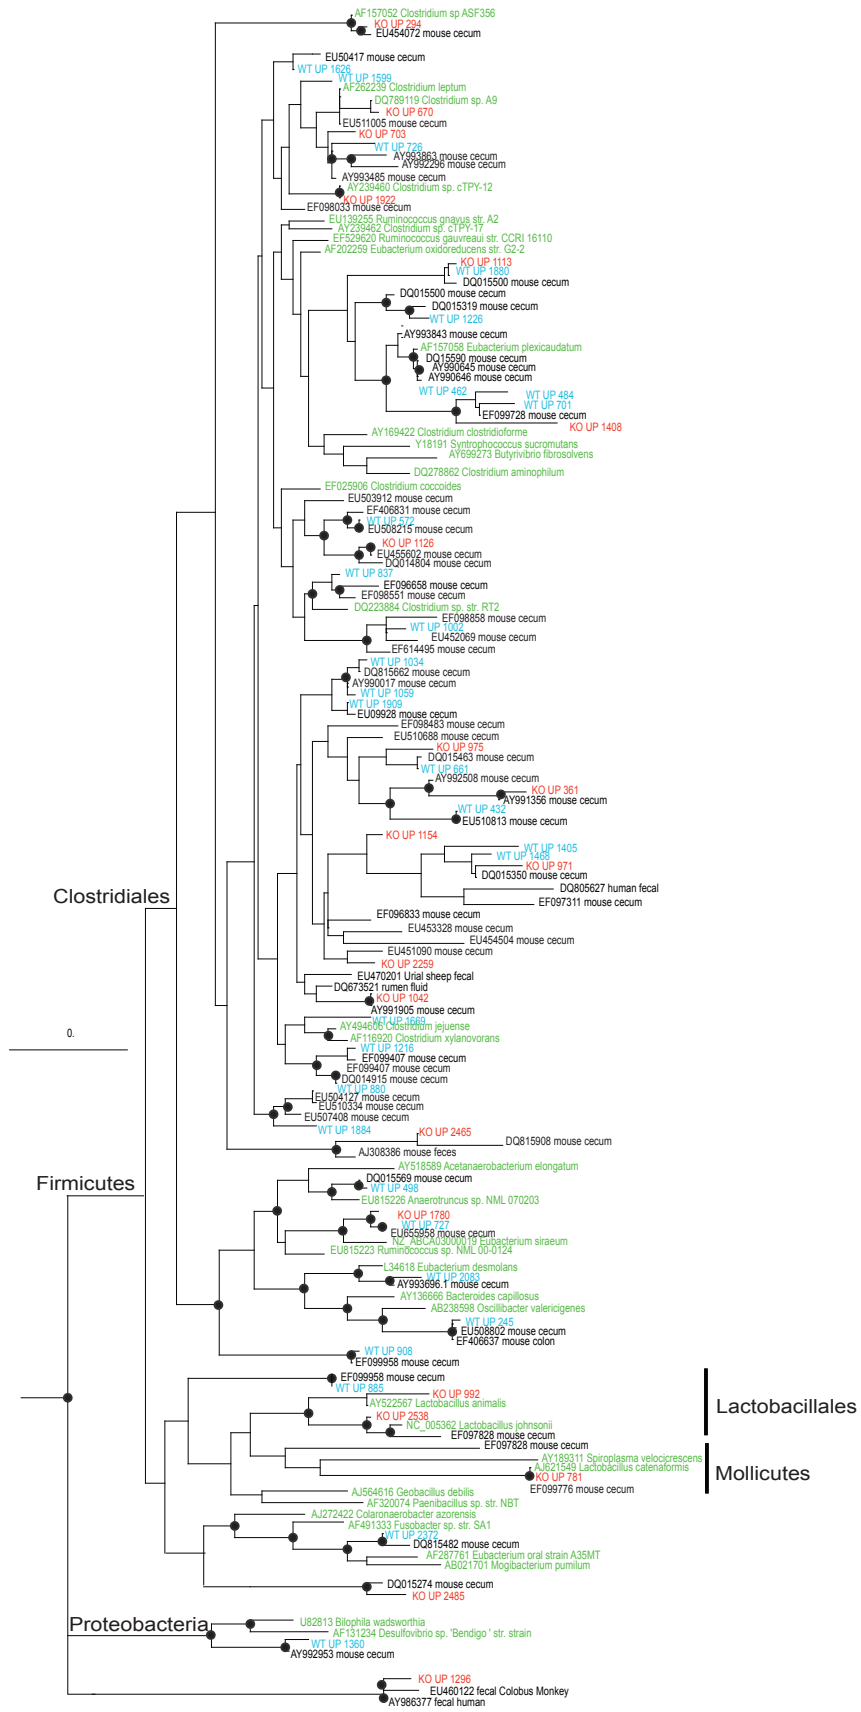 AF157052 Clostridium sp ASF356
KO UP 294
EU454072 mouse cecum
EU50417 mouse cecum
WT UP 1626
WT UP 1599
AF262239 Clostridium leptum
DQ789119 Clostridium sp. A9
KO UP 670
EU511005 mouse cecum
KO UP 703
WT UP 726
AY993863 mouse cecum
AY992296 mouse cecum
AY993485 mouse cecum
AY239460 Clostridium sp. cTPY-12
KO UP 1922
EF098033 mouse cecum
EU139255 Ruminococcus gnavus str. A2
AY239462 Clostridium sp. cTPY-17
EF529620 Ruminococcus gauvreaui str. CCRI 16110
AF202259 Eubacterium oxidoreducens str. G2-2
KO UP 1113
WT UP 1880
DQ015500 mouse cecum
DQ015500 mouse cecum
DQ015319 mouse cecum
WT UP 1226
AY993843 mouse cecum
AF157058 Eubacterium plexicaudatum
DQ15590 mouse cecum
AY990645 mouse cecum
AY990646 mouse cecum
WT UP 462
WT UP 484
WT UP 701
EF099728 mouse cecum
KO UP 1408
AY169422 Clostridium clostridioforme
Y18191 Syntrophococcus sucromutans
AY699273 Butyrivibrio fibrosolvens
DQ278862 Clostridium aminophilum
EF025906 Clostridium coccoides
EU503912 mouse cecum
EF406831 mouse cecum
WT UP 572
EU508215 mouse cecum
KO UP 1126
EU455602 mouse cecum
DQ014804 mouse cecum
WT UP 837
EF096658 mouse cecum
EF098551 mouse cecum
DQ223884 Clostridium sp. str. RT2
EF098858 mouse cecum
WT UP 1002
EU452069 mouse cecum
EF614495 mouse cecum
WT UP 1034
DQ815662 mouse cecum
AY990017 mouse cecum
WT UP 1059
WT UP 1909
EU09928 mouse cecum
EF098483 mouse cecum
EU510688 mouse cecum
KO UP 975
DQ015463 mouse cecum
WT UP 661
AY992508 mouse cecum
KO UP 361
AY991356 mouse cecum
WT UP 432
EU510813 mouse cecum
KO UP 1154
WT UP 1405
WT UP 1468
KO UP 971
DQ015350 mouse cecum
DQ805627 human fecal
Clostridiales
EF097311 mouse cecum
EF096833 mouse cecum
EU453328 mouse cecum
EU454504 mouse cecum
EU451090 mouse cecum
KO UP 2259
EU470201 Urial sheep fecal
DQ673521 rumen fluid
KO UP 1042
AY991905 mouse cecum
WT UP 1669
AY494606 Clostridium jejuense
0.
AF116920 Clostridium xylanovorans
WT UP 1216
EF099407 mouse cecum
EF099407 mouse cecum
DQ014915 mouse cecum
WT UP 880
EU504127 mouse cecum
EU510334 mouse cecum
EU507408 mouse cecum
WT UP 1884
KO UP 2465
DQ815908 mouse cecum
AJ308386 mouse feces
AY518589 Acetanaerobacterium elongatum
DQ015569 mouse cecum
Firmicutes
WT UP 498
EU815226 Anaerotruncus sp. NML 070203
KO UP 1780
WT UP 727
EU655958 mouse cecum
NZ_ABCA03000019 Eubacterium siraeum
EU815223 Ruminococcus sp. NML 00-0124
L34618 Eubacterium desmolans
WT UP 2083
AY993696.1 mouse cecum
AY136666 Bacteroides capillosus
AB238598 Oscillibacter valericigenes
WT UP 245
EU508802 mouse cecum
EF406637 mouse colon
WT UP 908
EF099958 mouse cecum
EF099958 mouse cecum
WT UP 885
KO UP 992
AY522567 Lactobacillus animalis
Lactobacillales
KO UP 2538
NC_005362 Lactobacillus johnsonii
EF097828 mouse cecum
EF097828 mouse cecum
AY189311 Spiroplasma velocicrescens
AJ621549 Lactobacillus catenaformis
Mollicutes
KO UP 781
EF099776 mouse cecum
AJ564616 Geobacillus debilis
AF320074 Paenibacillus sp. str. NBT
AJ272422 Colaronaerobacter azorensis
AF491333 Fusobacter sp. str. SA1
WT UP 2372
DQ815482 mouse cecum
AF287761 Eubacterium oral strain A35MT
AB021701 Mogibacterium pumilum
DQ015274 mouse cecum
KO UP 2485
Proteobacteria
U82813 Bilophila wadsworthia
AF131234 Desulfovibrio sp. 'Bendigo ' str. strain
WT UP 1360
AY992953 mouse cecum
KO UP 1296
EU460122 fecal Colobus Monkey
AY986377 fecal human